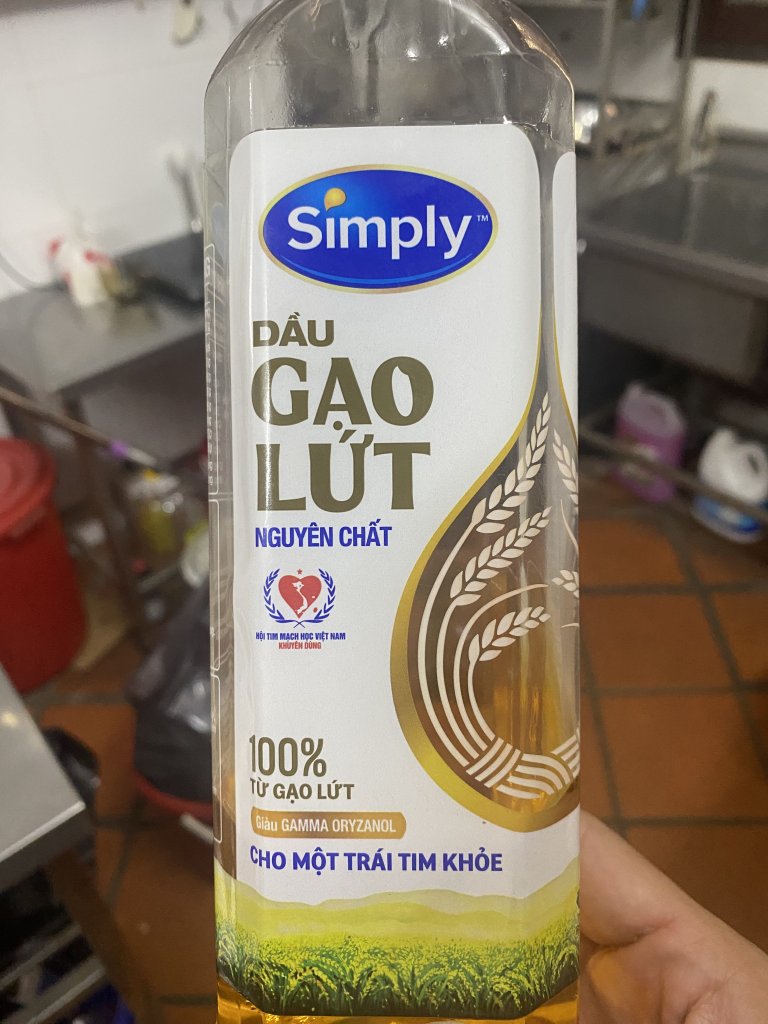 Simply™
DẦU
GẠO
LỨT
NGUYÊN CHẤT
HỘI TIM MẠCH HỌC VIỆT NAM
KHUYÊN DÙNG
100%
TỪ GẠO LỨT
Giàu GAMMA ORYZANOL
CHO MỘT TRÁI TIM KHỎE